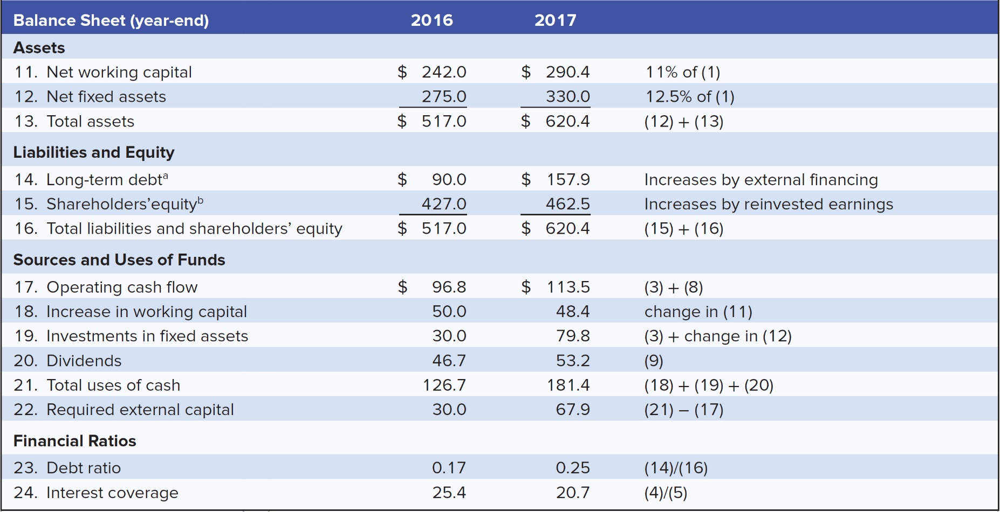 Balance Sheet (year-end) 2016 2017
Assets
11. Net working capital $ 242.0 $ 290.4 11% of (1)
12. Net fixed assets 275.0 330.0 12.5% of (1)
13. Total assets $ 517.0 $ 620.4 (12) + (13)
Liabilities and Equity
14. Long-term debtᵃ $ 90.0 $ 157.9 Increases by external financing
15. Shareholders’equityᵇ 427.0 462.5 Increases by reinvested earnings
16. Total liabilities and shareholders’ equity $ 517.0 $ 620.4 (15) + (16)
Sources and Uses of Funds
17. Operating cash flow $ 96.8 $ 113.5 (3) + (8)
18. Increase in working capital 50.0 48.4 change in (11)
19. Investments in fixed assets 30.0 79.8 (3) + change in (12)
20. Dividends 46.7 53.2 (9)
21. Total uses of cash 126.7 181.4 (18) + (19) + (20)
22. Required external capital 30.0 67.9 (21) – (17)
Financial Ratios
23. Debt ratio 0.17 0.25 (14)/(16)
24. Interest coverage 25.4 20.7 (4)/(5)